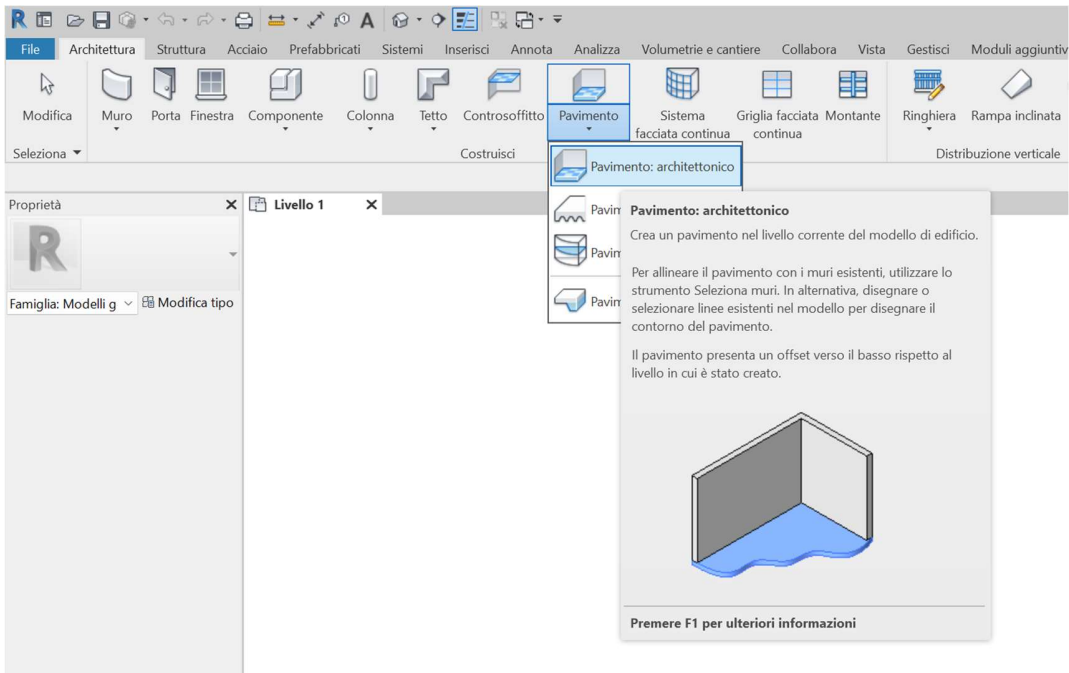 File Architettura Struttura Acciaio Prefabbricati Sistemi Inserisci Annota Analizza Volumetrie e cantiere Collabora Vista Gestisci Moduli aggiuntiv
Modifica Muro Porta Finestra Componente Colonna Tetto Controsoffitto Pavimento Sistema Griglia facciata Montante Ringhiera Rampa inclinata
facciata continua continua
Seleziona Costruisci Distribuzione verticale
Pavimento: architettonico
Proprietà Livello 1
Pavim
Pavim
Pavim
Famiglia: Modelli g Modifica tipo
Pavimento: architettonico
Crea un pavimento nel livello corrente del modello di edificio.
Per allineare il pavimento con i muri esistenti, utilizzare lo
strumento Seleziona muri. In alternativa, disegnare o
selezionare linee esistenti nel modello per disegnare il
contorno del pavimento.
Il pavimento presenta un offset verso il basso rispetto al
livello in cui è stato creato.
Premere F1 per ulteriori informazioni